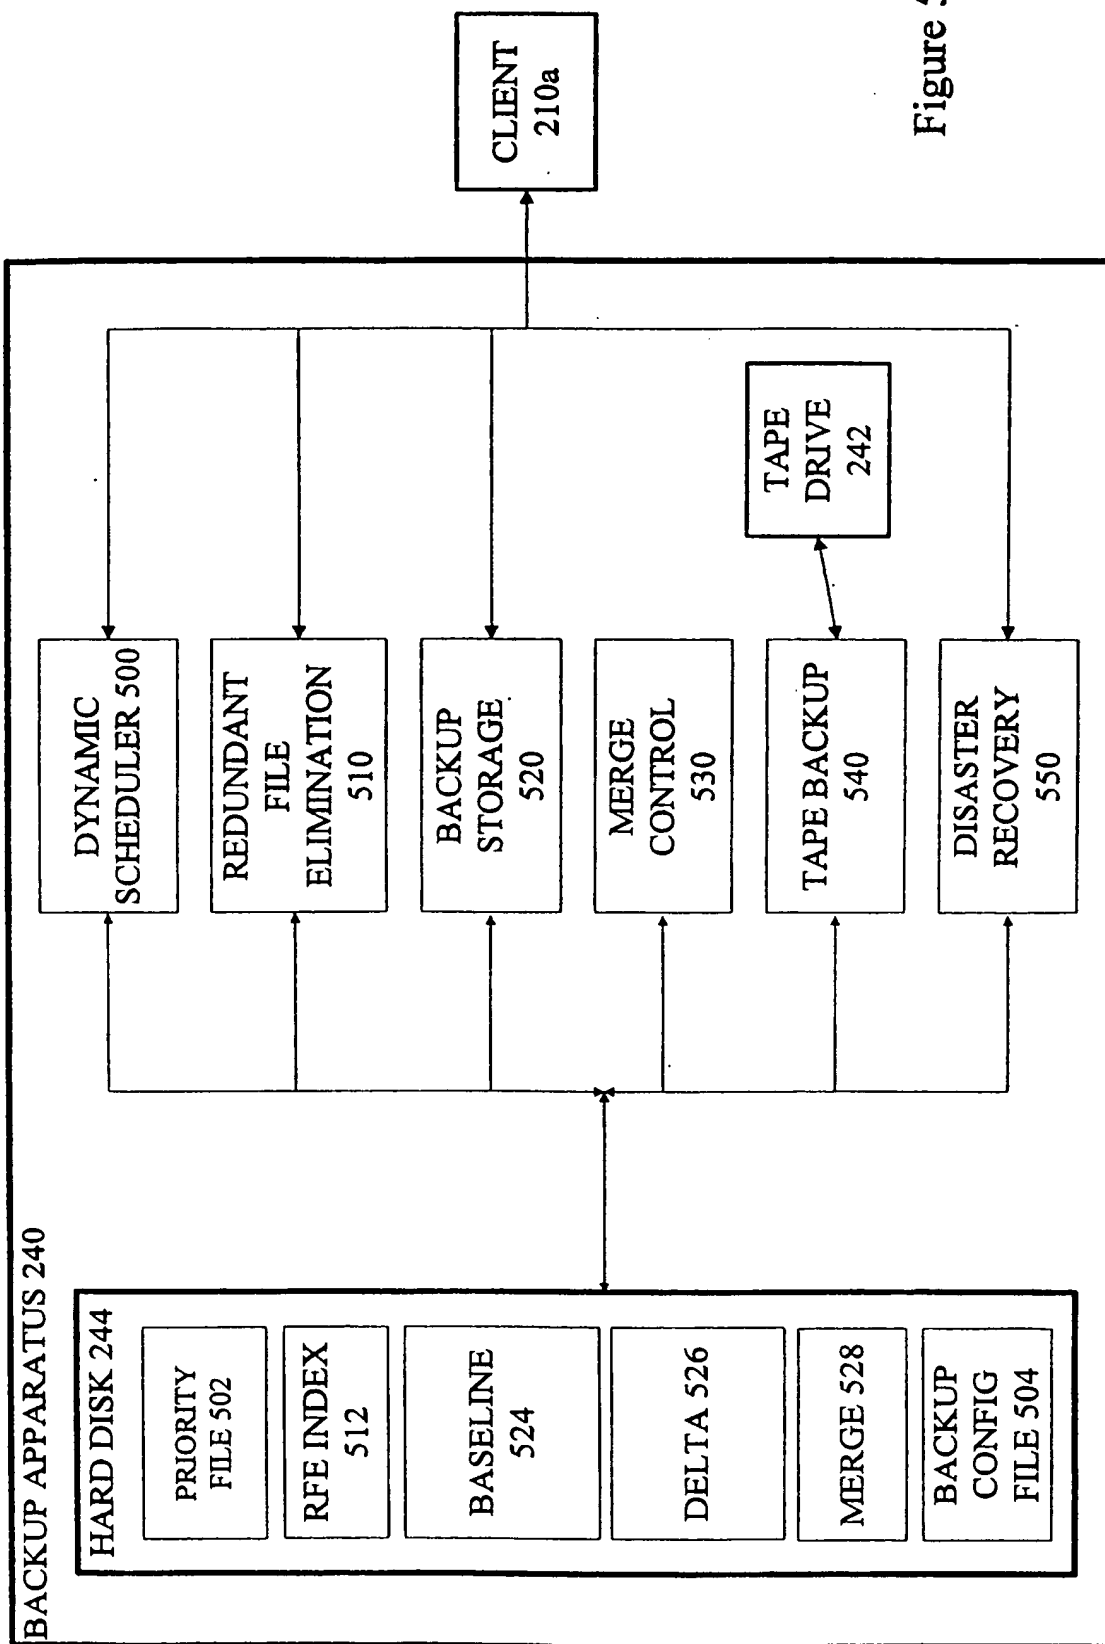 BACKUP APPARATUS 240
HARD DISK 244
PRIORITY
FILE 502
RFE INDEX
512
BASELINE
524
DELTA 526
MERGE 528
BACKUP
CONFIG
FILE 504
DYNAMIC
SCHEDULER 500
REDUNDANT
FILE
ELIMINATION
510
BACKUP
STORAGE
520
MERGE
CONTROL
530
TAPE BACKUP
540
DISASTER
RECOVERY
550
TAPE
DRIVE
242
CLIENT
210a
Figure 5